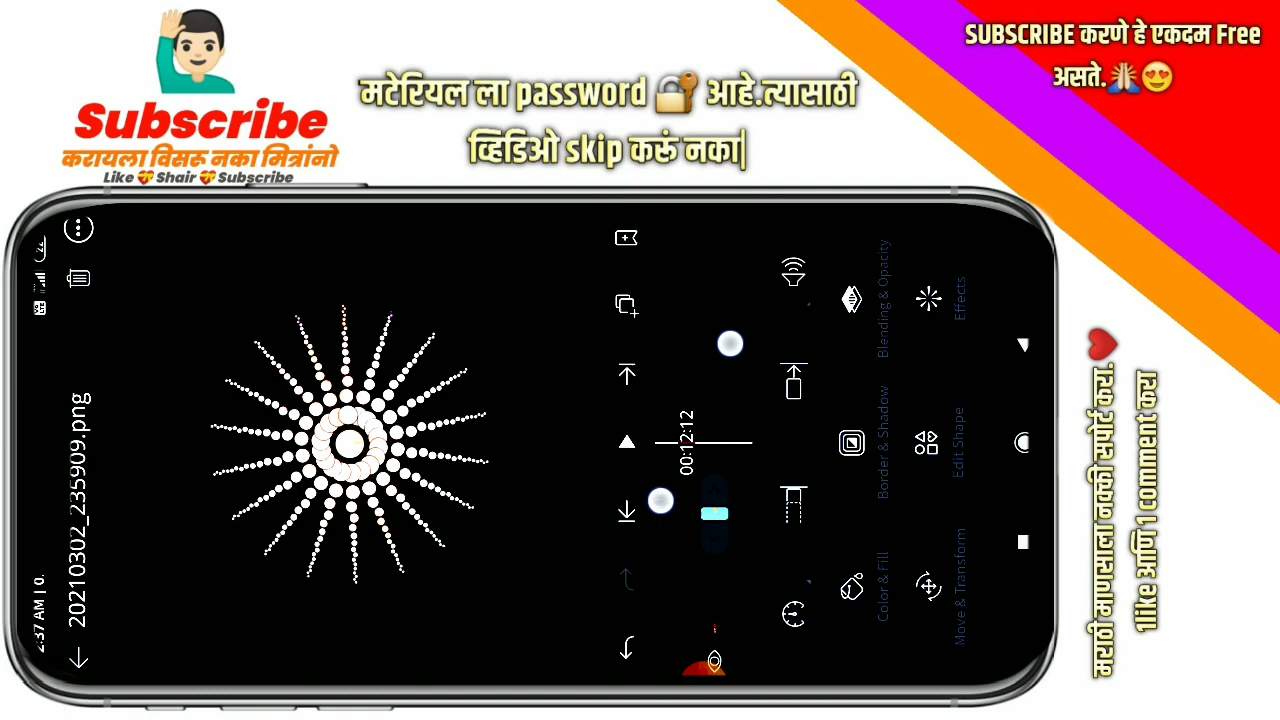 SUBSCRIBE करणे हे एकदम Free
असते.🙏😍
मटेरियल ला password 🔐 आहे.त्यासाठी
व्हिडिओ skip करूं नका|
Subscribe
करायला विसरू नका मित्रांनो
Like 💝 Shair 💝 Subscribe
20210302_235909.png
00:12:12
Blending & Opacity
Border & Shadow
Color & Fill
Effects
Edit Shape
Move & Transform
मराठी माणसाला नक्की सपोर्ट करा.❤
1like आणि 1 comment करा